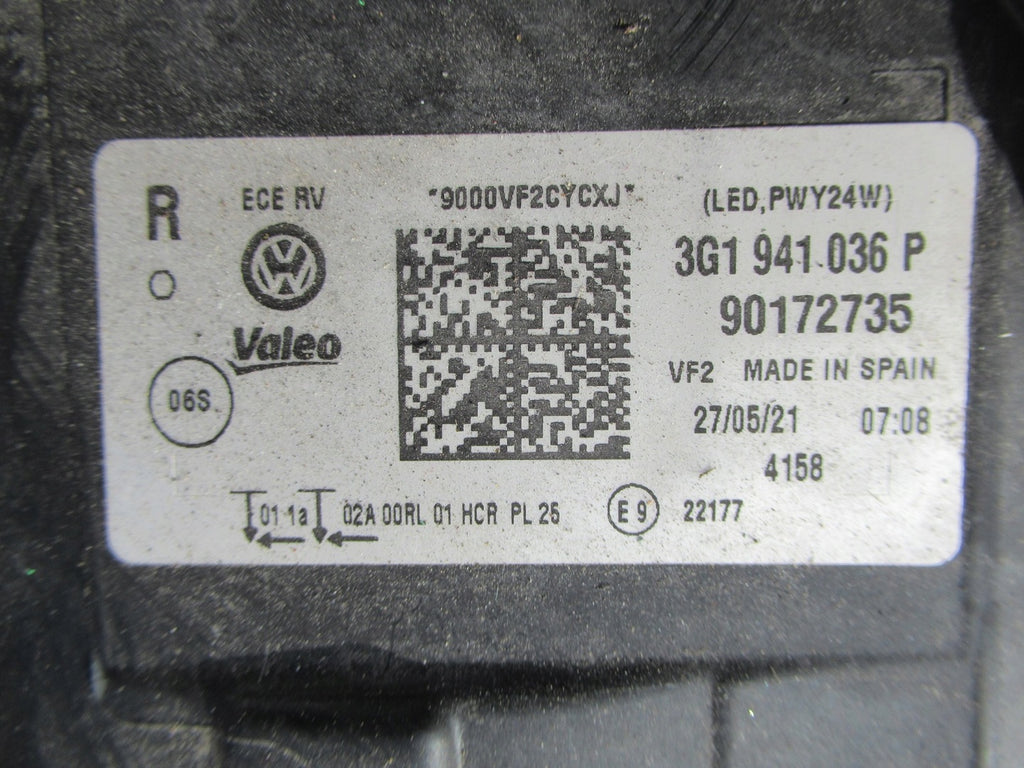 R ECE RV *9000VF2CYCXJ* (LED,PWY24W)
3G1 941 036 P
90172735
Valeo
VF2 MADE IN SPAIN
06S
27/05/21 07:08
4158
01 1a 02A 00RL 01 HCR PL 25 E 9 22177